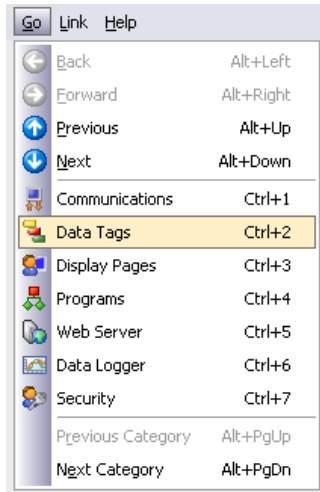 Go Link Help
Back Alt+Left
Forward Alt+Right
Previous Alt+Up
Next Alt+Down
Communications Ctrl+1
Data Tags Ctrl+2
Display Pages Ctrl+3
Programs Ctrl+4
Web Server Ctrl+5
Data Logger Ctrl+6
Security Ctrl+7
Previous Category Alt+PgUp
Next Category Alt+PgDn